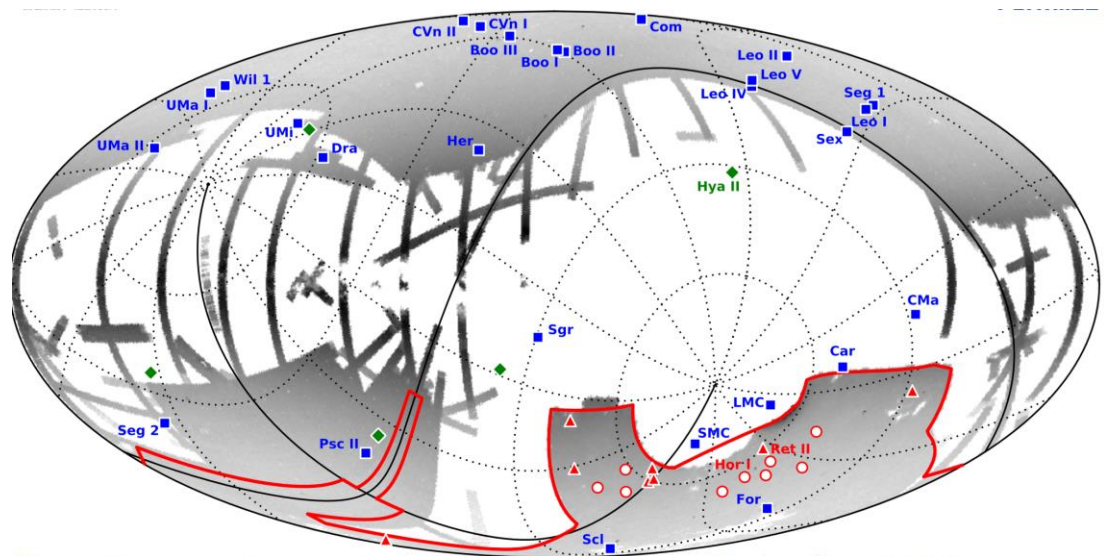 CVn II
CVn I
Com
Boo III
Boo I
Boo II
Leo II
Wil 1
Leo V
UMa I
Leo IV
Seg 1
Leo I
UMi
Sex
UMa II
Dra
Her
Hya II
CMa
Sgr
Car
LMC
Seg 2
SMC
Psc II
Ret II
Hor I
For
Scl